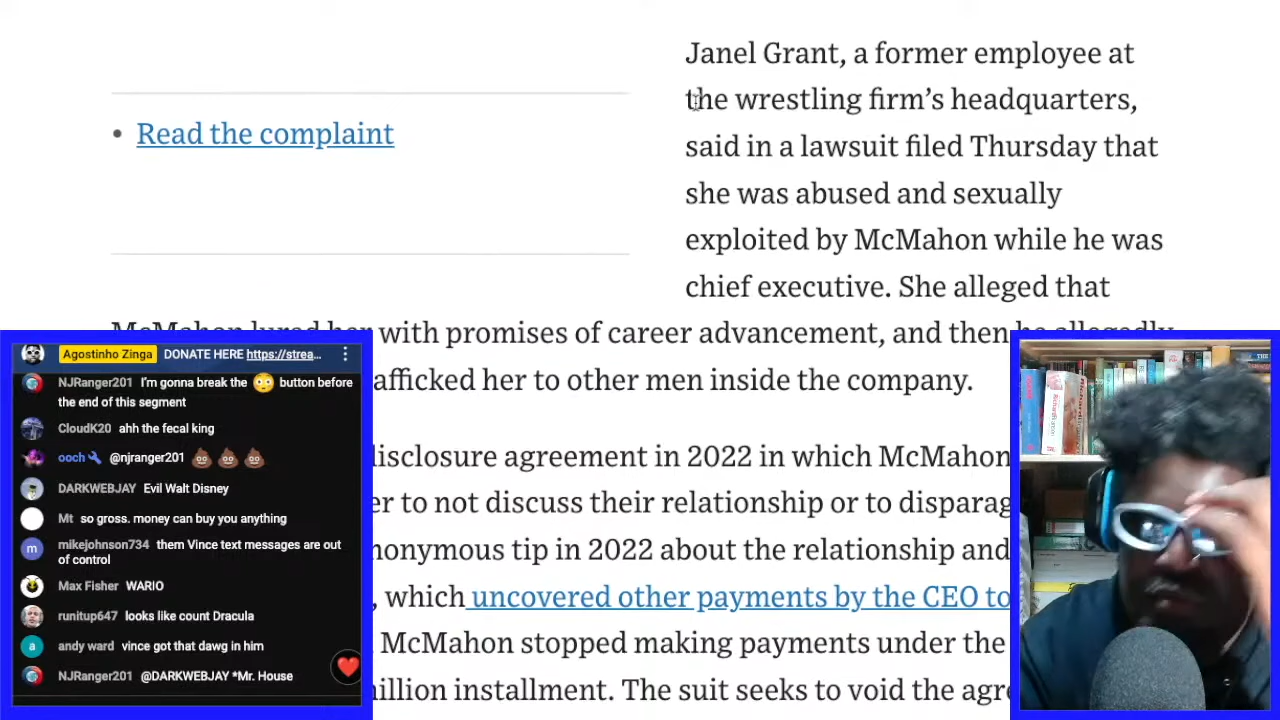 Janel Grant, a former employee at
the wrestling firm's headquarters,
said in a lawsuit filed Thursday that
she was abused and sexually
exploited by McMahon while he was
chief executive. She alleged that
• Read the complaint
McMahon lured her with promises of career advancement, and then he allegedly
afficked her to other men inside the company.
disclosure agreement in 2022 in which McMahon
er to not discuss their relationship or to disparag
nonymous tip in 2022 about the relationship and
, which uncovered other payments by the CEO to
McMahon stopped making payments under the
illion installment. The suit seeks to void the agre
Agostinho Zinga DONATE HERE https://strea...
NJRanger201 I'm gonna break the 😳 button before
the end of this segment
CloudK20 ahh the fecal king
ooch @njranger201 💩 💩 💩
DARKWEBJAY Evil Walt Disney
Mt so gross. money can buy you anything
mikejohnson734 them Vince text messages are out
of control
Max Fisher WARIO
runitup647 looks like count Dracula
andy ward vince got that dawg in him
NJRanger201 @DARKWEBJAY *Mr. House